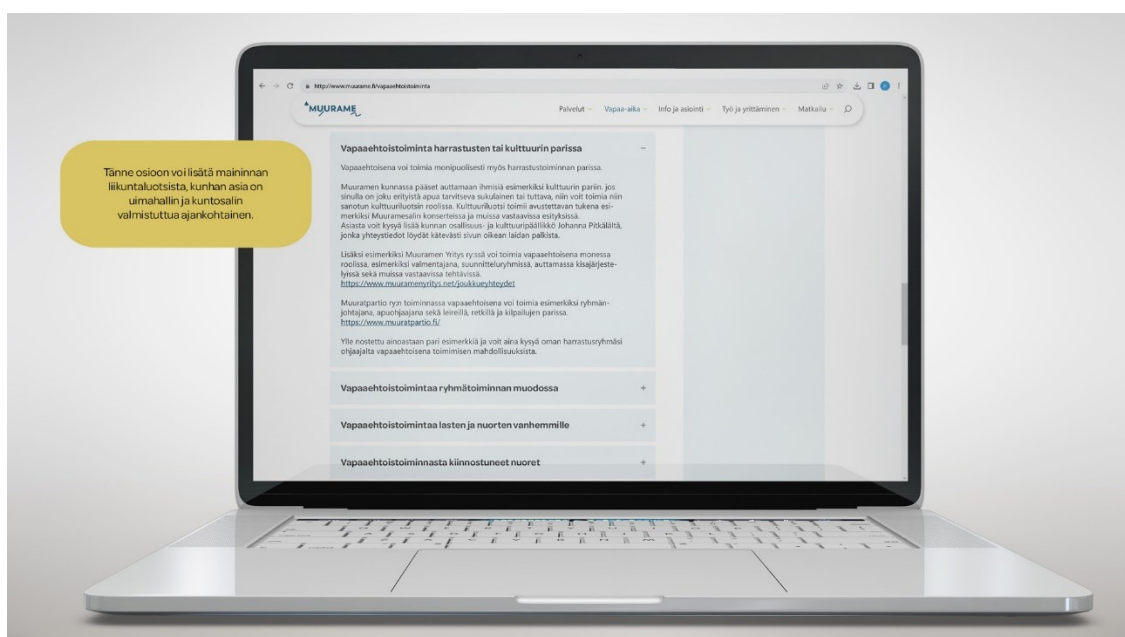 http://www.muurame.fi/vapaaehtoistoiminta
MUURAME
Palvelut
Vapaa-aika
Info ja asiointi
Työ ja yrittäminen
Matkailu
Tänne osioon voi lisätä maininnan
liikuntaluotsista, kunhan asia on
uimahallin ja kuntosalin
valmistuttua ajankohtainen.
Vapaaehtoistoiminta harrastusten tai kulttuurin parissa
Vapaaehtoisena voi toimia monipuolisesti myös harrastustoiminnan parissa.
Muuramen kunnassa pääset auttamaan ihmisiä esimerkiksi kulttuurin pariin. jos
sinulla on joku erityistä apua tarvitseva sukulainen tai tuttava, niin voit toimia niin
sanotun kulttuuriluotsin roolissa. Kulttuuriluotsi toimii avustettavan tukena esi-
merkiksi Muuramesalin konserteissa ja muissa vastaavissa esityksissä.
Asiasta voit kysyä lisää kunnan osallisuus- ja kulttuuripäällikkö Johanna Pitkälältä,
jonka yhteystiedot löydät kätevästi sivun oikean laidan palkista.
Lisäksi esimerkiksi Muuramen Yritys ry:ssä voi toimia vapaaehtoisena monessa
roolissa, esimerkiksi valmentajana, suunnitteluryhmissä, auttamassa kisajärjeste-
lyissä sekä muissa vastaavissa tehtävissä.
https://www.muuramenyritys.net/joukkueyhteydet
Muuratpartio ry:n toiminnassa vapaaehtoisena voi toimia esimerkiksi ryhmän-
johtajana, apuohjaajana sekä leireillä, retkillä ja kilpailujen parissa.
https://www.muuratpartio.fi/
Ylle nostettu ainoastaan pari esimerkkiä ja voit aina kysyä oman harrastusryhmäsi
ohjaajalta vapaaehtoisena toimimisen mahdollisuuksista.
Vapaaehtoistoimintaa ryhmätoiminnan muodossa
Vapaaehtoistoimintaa lasten ja nuorten vanhemmille
Vapaaehtoistoiminnasta kiinnostuneet nuoret